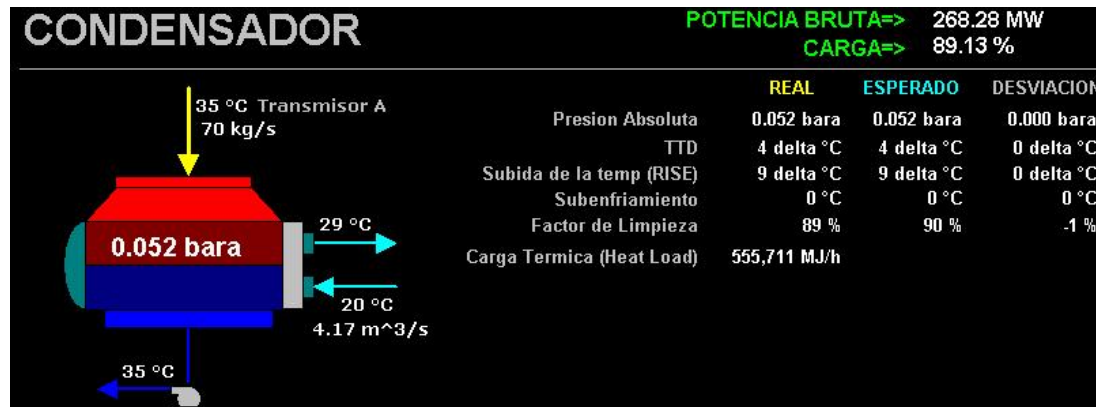 CONDENSADOR
POTENCIA BRUTA=> 268.28 MW
CARGA=> 89.13 %
35 °C Transmisor A
70 kg/s
REAL ESPERADO DESVIACION
Presion Absoluta 0.052 bara 0.052 bara 0.000 bara
TTD 4 delta °C 4 delta °C 0 delta °C
Subida de la temp (RISE) 9 delta °C 9 delta °C 0 delta °C
Subenfriamiento 0 °C 0 °C 0 °C
Factor de Limpieza 89 % 90 % -1 %
Carga Termica (Heat Load) 555,711 MJ/h
29 °C
0.052 bara
20 °C
4.17 m^3/s
35 °C